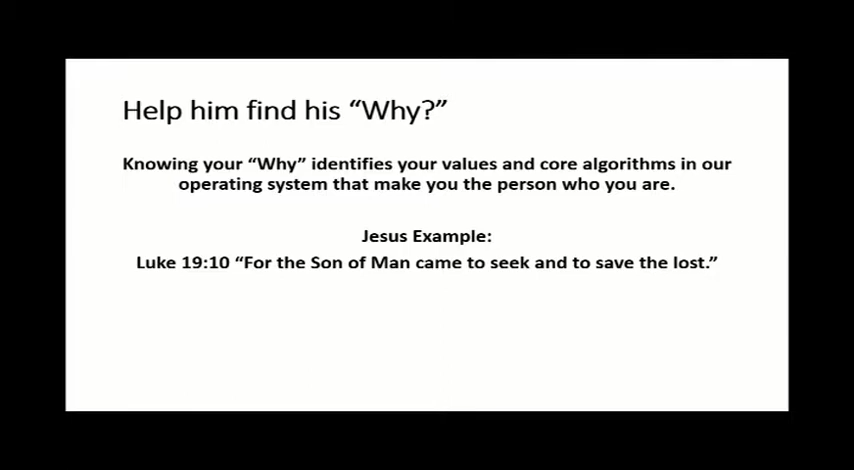 Help him find his “Why?”
Knowing your “Why” identifies your values and core algorithms in our
operating system that make you the person who you are.
Jesus Example:
Luke 19:10 “For the Son of Man came to seek and to save the lost.”